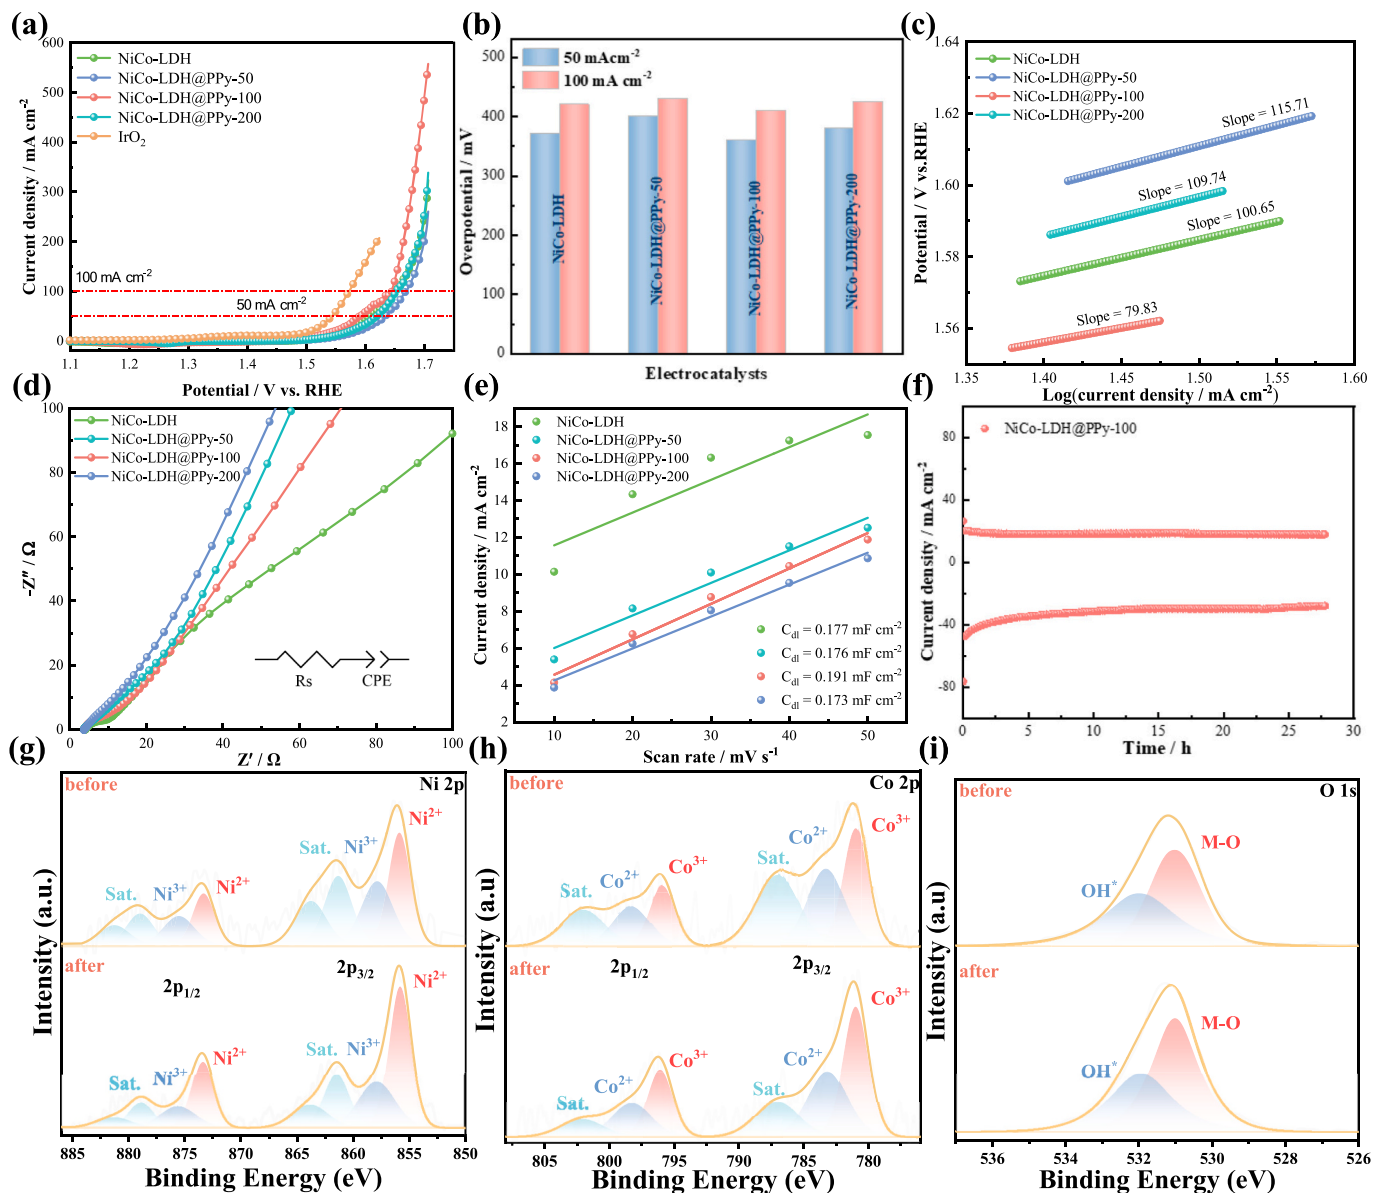 (a)
NiCo-LDH
NiCo-LDH@PPy-50
NiCo-LDH@PPy-100
NiCo-LDH@PPy-200
IrO₂
100 mA cm⁻²
50 mA cm⁻²
Current density / mA cm⁻²
600
500
400
300
200
100
0
1.1 1.2 1.3 1.4 1.5 1.6 1.7
Potential / V vs. RHE
(b)
50 mAcm⁻²
100 mA cm⁻²
Overpotential / mV
500
400
300
200
100
0
NiCo-LDH
NiCo-LDH@PPy-50
NiCo-LDH@PPy-100
NiCo-LDH@PPy-200
Electrocatalysts
(c)
NiCo-LDH
NiCo-LDH@PPy-50
NiCo-LDH@PPy-100
NiCo-LDH@PPy-200
Slope = 115.71
Slope = 109.74
Slope = 100.65
Slope = 79.83
Potential / V vs.RHE
1.64
1.62
1.60
1.58
1.56
1.35 1.40 1.45 1.50 1.55 1.60
Log(current density / mA cm⁻²)
(d)
NiCo-LDH
NiCo-LDH@PPy-50
NiCo-LDH@PPy-100
NiCo-LDH@PPy-200
Rs CPE
-Z″ / Ω
100
80
60
40
20
0
0 20 40 60 80 100
Z′ / Ω
(e)
NiCo-LDH
NiCo-LDH@PPy-50
NiCo-LDH@PPy-100
NiCo-LDH@PPy-200
C_dl = 0.177 mF cm⁻²
C_dl = 0.176 mF cm⁻²
C_dl = 0.191 mF cm⁻²
C_dl = 0.173 mF cm⁻²
Current density / mA cm⁻²
18
16
14
12
10
8
6
4
2
10 20 30 40 50
Scan rate / mV s⁻¹
(f)
NiCo-LDH@PPy-100
Current density / mA cm⁻²
80
40
0
-40
-80
0 5 10 15 20 25 30
Time / h
(g)
before
Ni 2p
Sat. Ni³⁺ Ni²⁺ Sat. Ni³⁺ Ni²⁺
after
2p₁/₂ 2p₃/₂
Sat. Ni³⁺ Ni²⁺ Sat. Ni³⁺ Ni²⁺
Intensity (a.u.)
885 880 875 870 865 860 855 850
Binding Energy (eV)
(h)
before
Co 2p
Sat. Co²⁺ Co³⁺ Sat. Co²⁺ Co³⁺
after
2p₁/₂ 2p₃/₂
Sat. Co²⁺ Co³⁺ Sat. Co²⁺ Co³⁺
Intensity (a.u)
805 800 795 790 785 780
Binding Energy (eV)
(i)
before
O 1s
OH* M-O
after
OH* M-O
Intensity (a.u)
536 534 532 530 528 526
Binding Energy (eV)